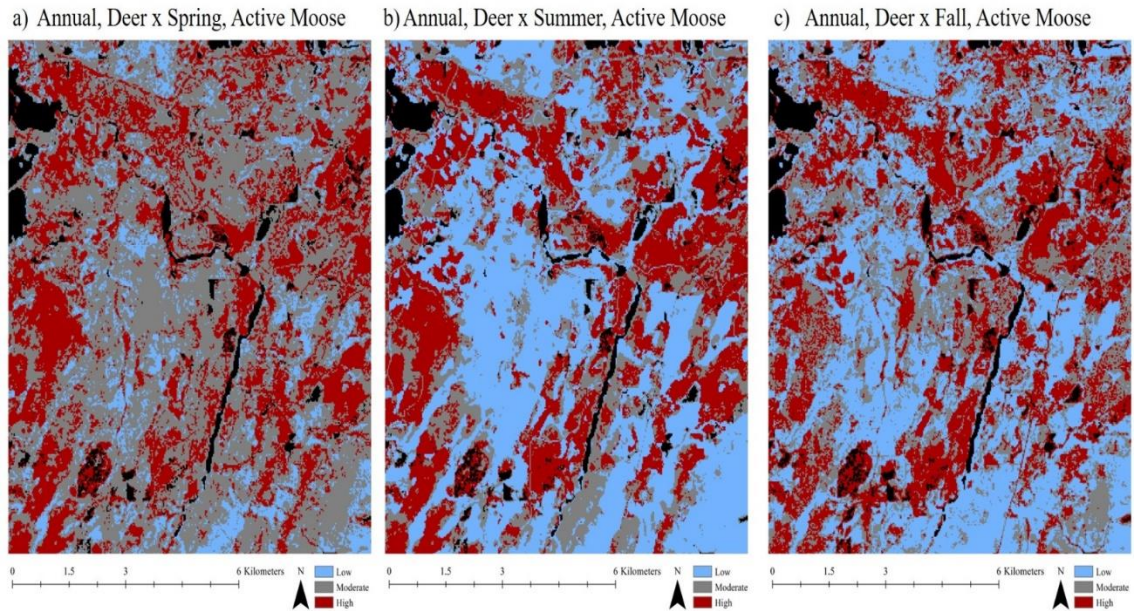 a) Annual, Deer x Spring, Active Moose
b) Annual, Deer x Summer, Active Moose
c) Annual, Deer x Fall, Active Moose
0 1.5 3 6 Kilometers
N
Low
Moderate
High
0 1.5 3 6 Kilometers
N
Low
Moderate
High
0 1.5 3 6 Kilometers
N
Low
Moderate
High